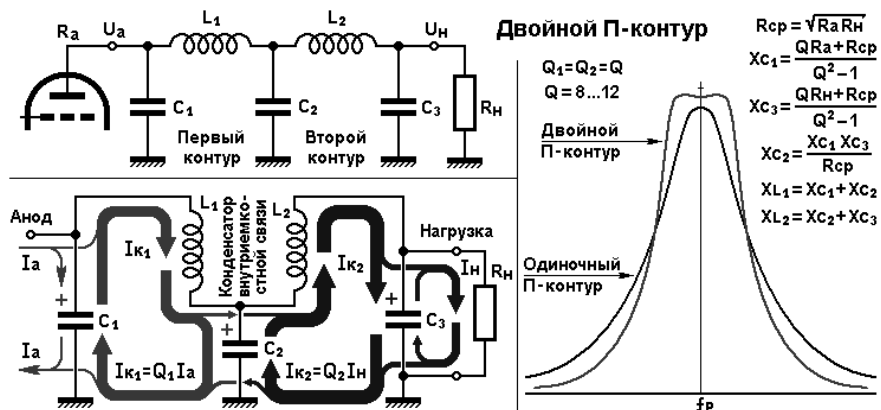 Двойной П-контур
Ra
Uа
L1
L2
Uн
C1
C2
C3
Rн
Первый контур
Второй контур
Анод
Iа
Iк1
L1
Конденсатор внутриемко-стной связи
L2
Iк2
Нагрузка
Iн
Rн
+
C1
+
C2
+
C3
Iа
Iк1=Q1Iа
Iк2=Q2Iн
Q1=Q2=Q
Q=8...12
Двойной П-контур
Одиночный П-контур
fР
Rср=√RаRн
Xc1=QRа+Rср/Q²-1
Xc3=QRн+Rср/Q²-1
Xc2=Xc1 Xc3/Rср
XL1=Xc1+Xc2
XL2=Xc2+Xc3